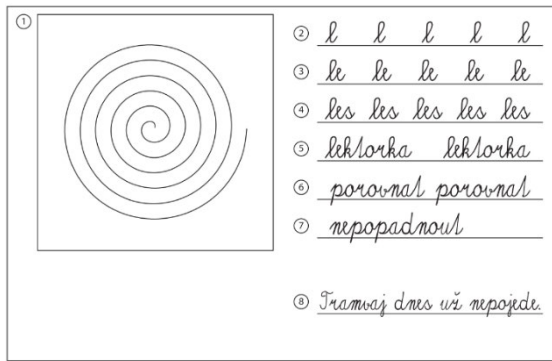 1
2 l l l l l
3 le le le le le
4 les les les les les
5 lektorka lektorka
6 porovnat porovnat
7 nepopadnout
8 Tramvaj dnes už nepojede.